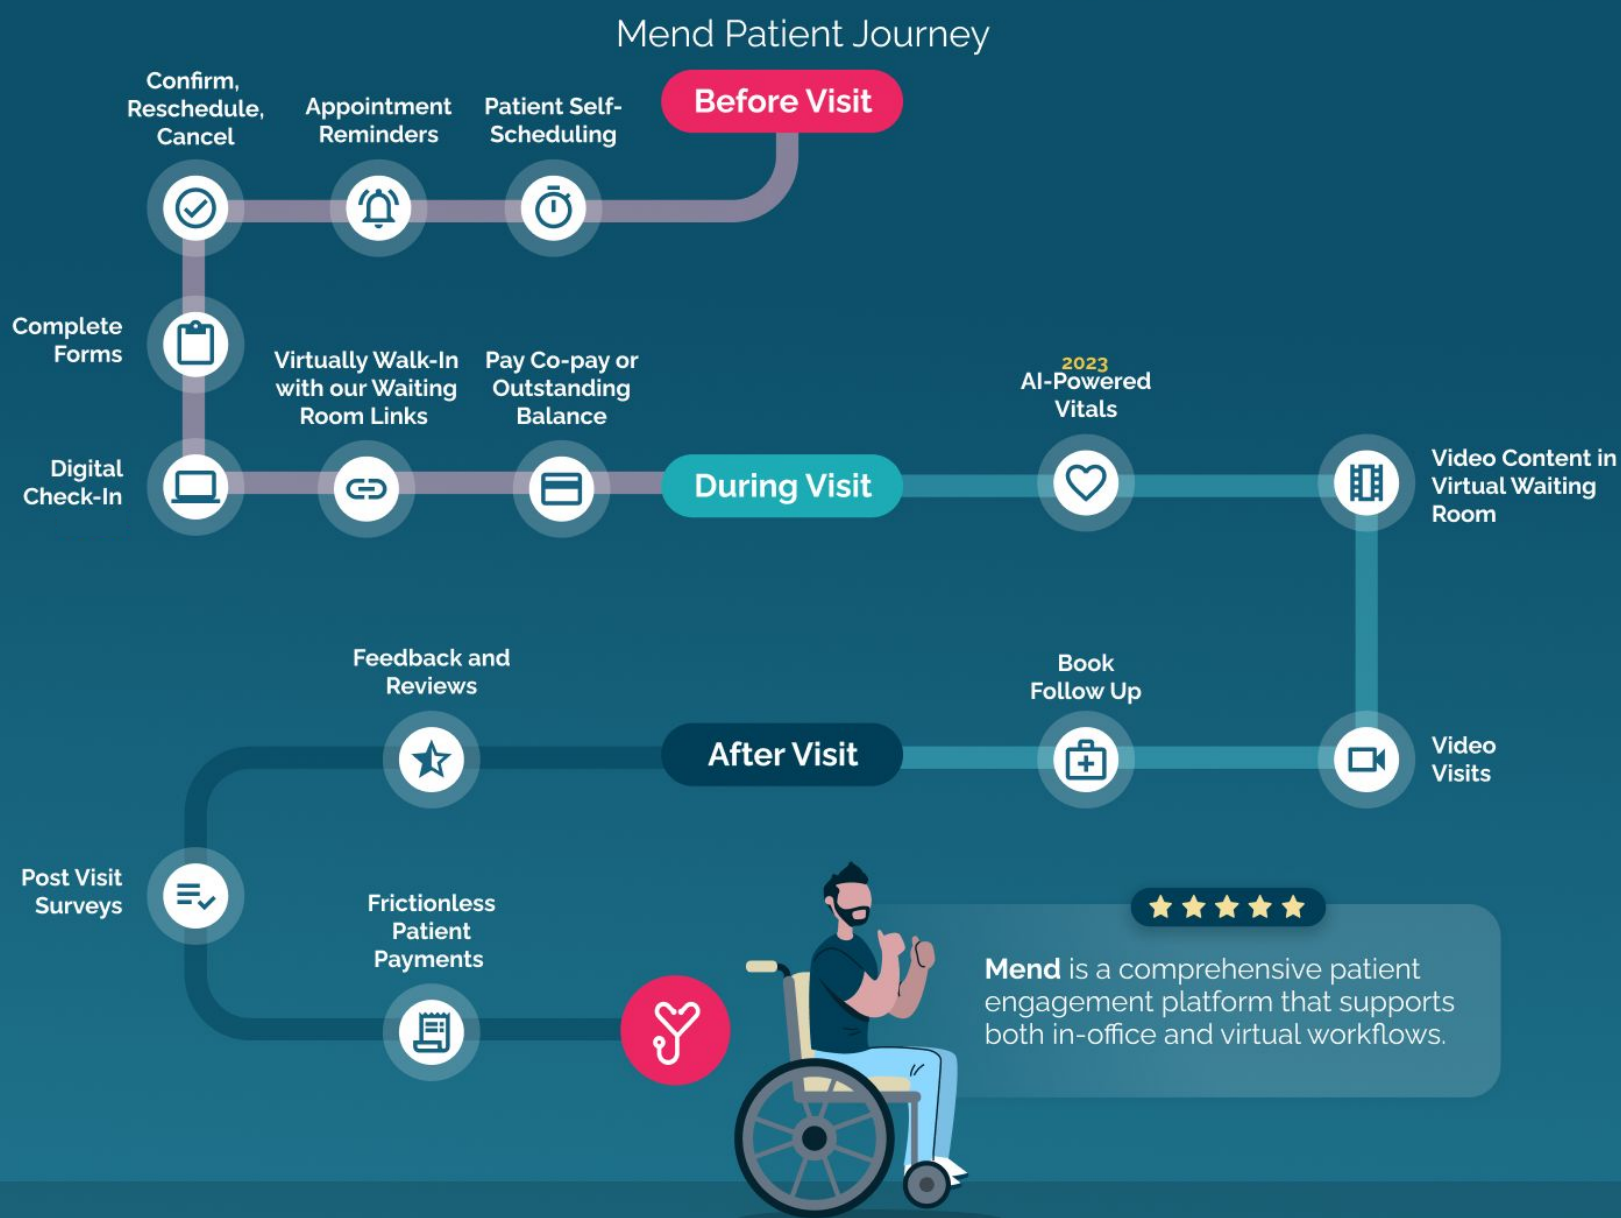 Mend Patient Journey
Before Visit
Patient Self-
Scheduling
Appointment
Reminders
Confirm,
Reschedule,
Cancel
Complete
Forms
Digital
Check-In
Virtually Walk-In
with our Waiting
Room Links
Pay Co-pay or
Outstanding
Balance
During Visit
2023
AI-Powered
Vitals
Video Content in
Virtual Waiting
Room
Video
Visits
Book
Follow Up
After Visit
Feedback and
Reviews
Post Visit
Surveys
Frictionless
Patient
Payments
Mend is a comprehensive patient
engagement platform that supports
both in-office and virtual workflows.